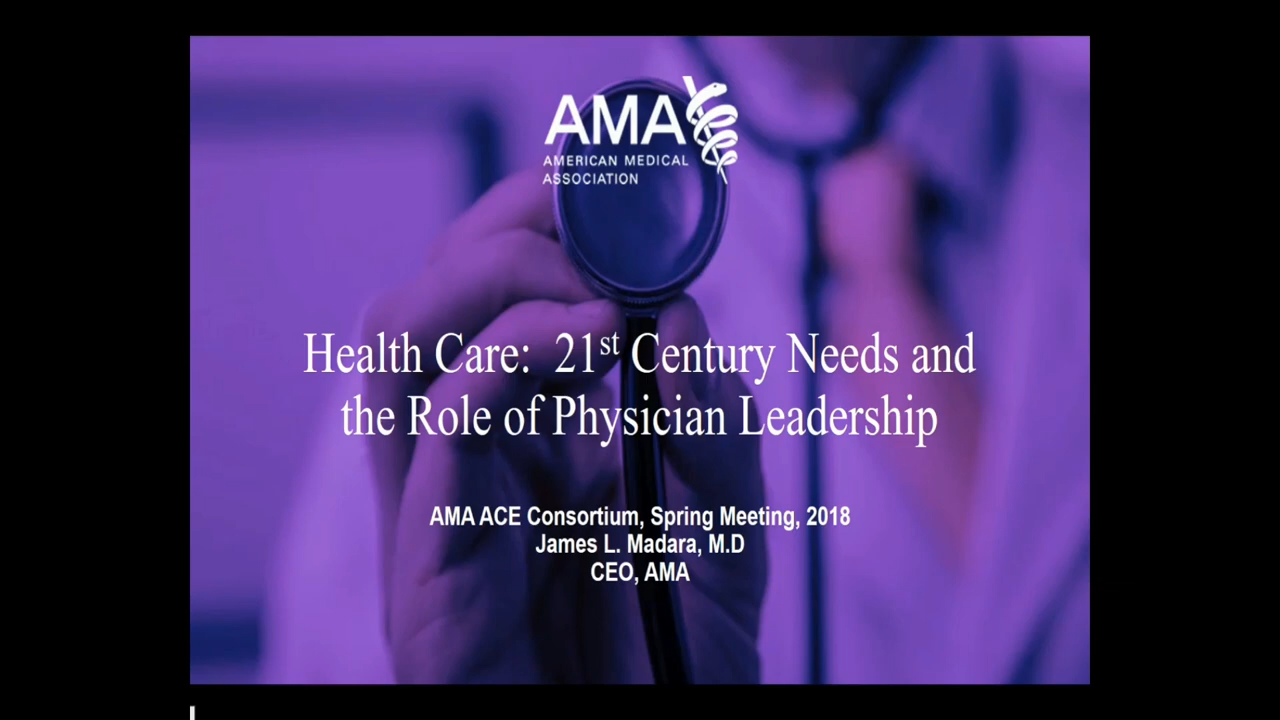 AMA
AMERICAN MEDICAL
ASSOCIATION
Health Care: 21st Century Needs and
the Role of Physician Leadership
AMA ACE Consortium, Spring Meeting, 2018
James L. Madara, M.D
CEO, AMA